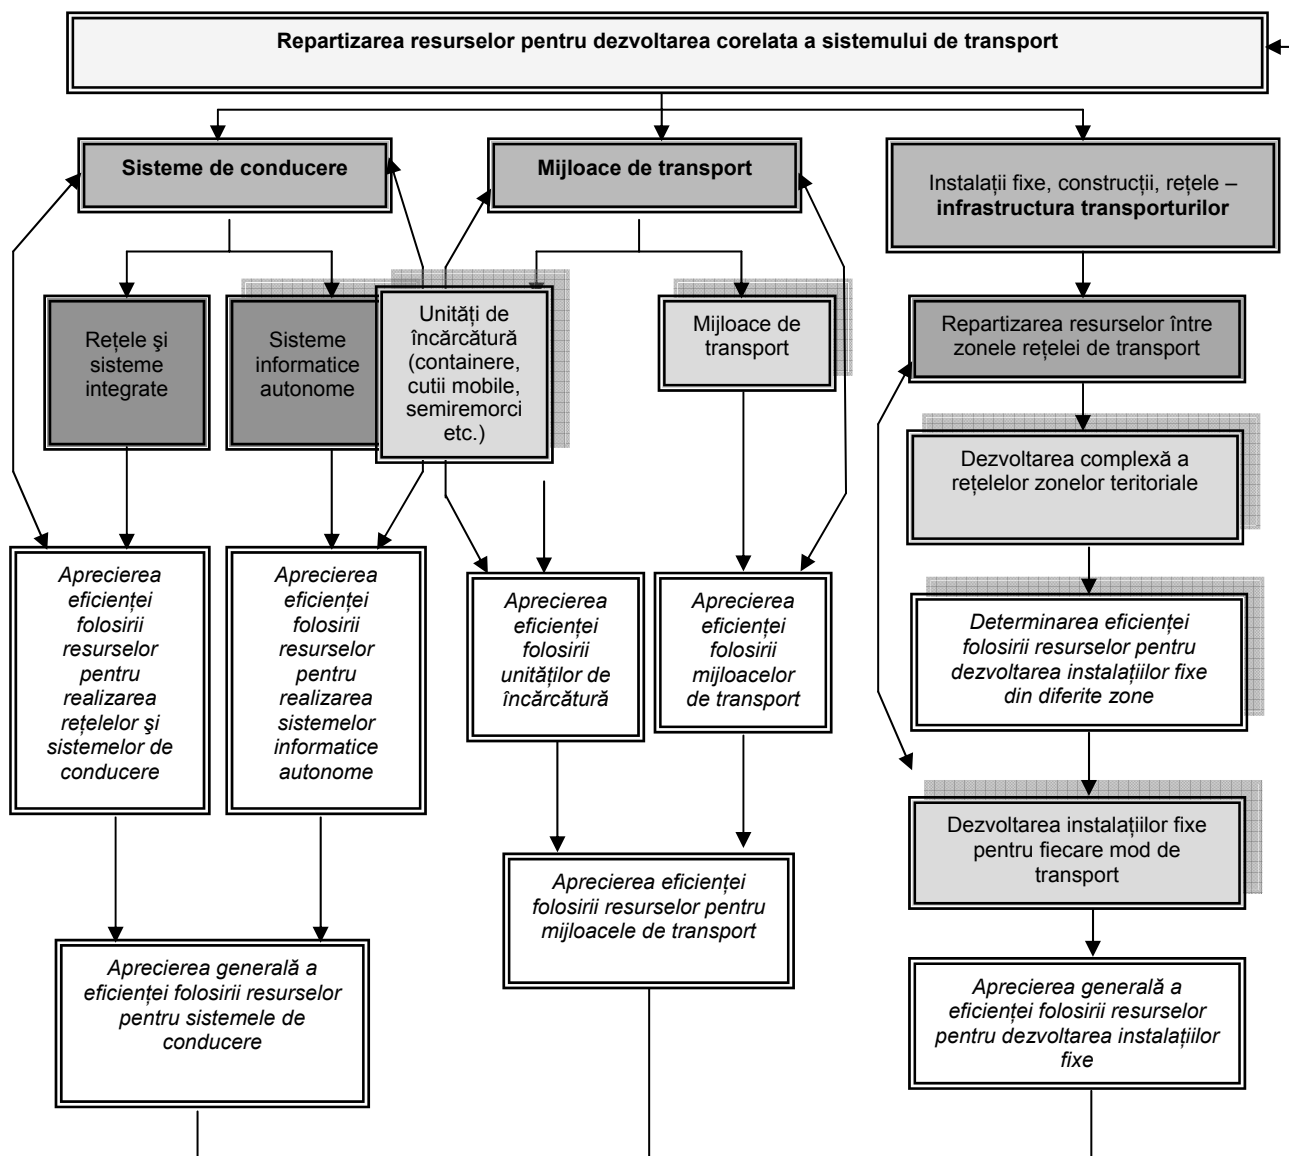 Repartizarea resurselor pentru dezvoltarea corelata a sistemului de transport
Sisteme de conducere
Mijloace de transport
Instalații fixe, construcții, rețele –
infrastructura transporturilor
Rețele şi
sisteme
integrate
Sisteme
informatice
autonome
Unități de
încărcătură
(containere,
cutii mobile,
semiremorci
etc.)
Mijloace de
transport
Repartizarea resurselor între
zonele rețelei de transport
Dezvoltarea complexă a
rețelelor zonelor teritoriale
Aprecierea
eficienței
folosirii
resurselor
pentru
realizarea
rețelelor şi
sistemelor de
conducere
Aprecierea
eficienței
folosirii
resurselor
pentru
realizarea
sistemelor
informatice
autonome
Aprecierea
eficienței
folosirii
unităților de
încărcătură
Aprecierea
eficienței
folosirii
mijloacelor
de transport
Determinarea eficienței
folosirii resurselor pentru
dezvoltarea instalațiilor fixe
din diferite zone
Dezvoltarea instalațiilor fixe
pentru fiecare mod de
transport
Aprecierea eficienței
folosirii resurselor pentru
mijloacele de transport
Aprecierea generală a
eficienței folosirii resurselor
pentru sistemele de
conducere
Aprecierea generală a
eficienței folosirii resurselor
pentru dezvoltarea instalațiilor
fixe